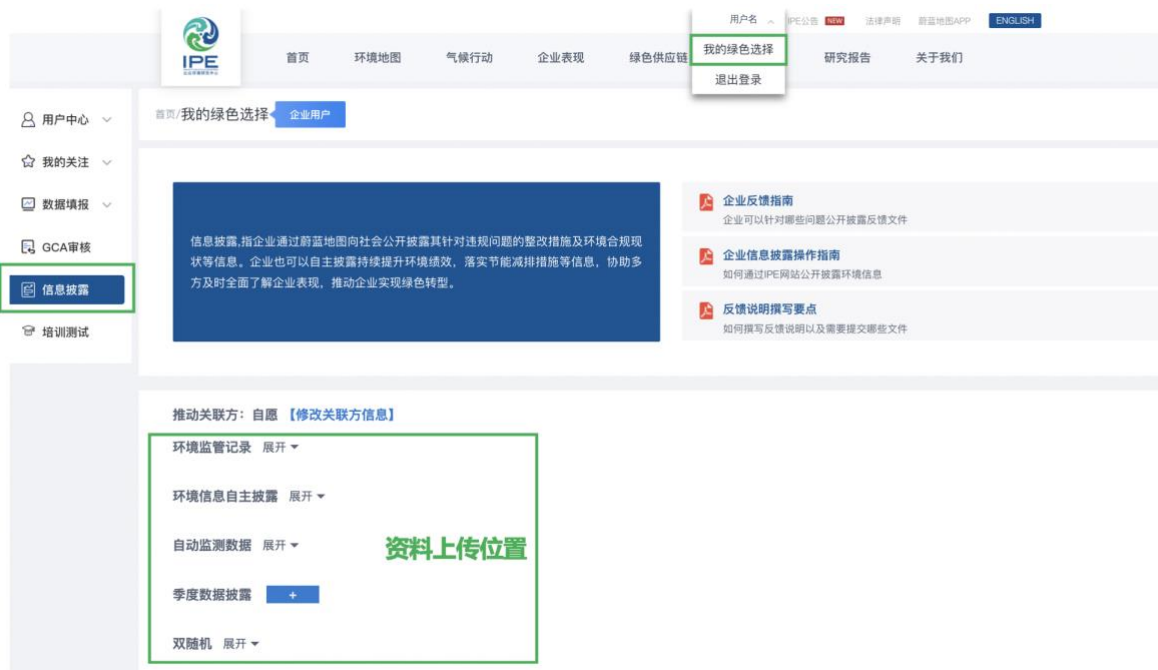 用户名
IPE公告 NEW 法律声明 蔚蓝地图APP ENGLISH
IPE
首页 环境地图 气候行动 企业表现 绿色供应链 我的绿色选择 研究报告 关于我们
退出登录
用户中心
首页/我的绿色选择 企业用户
我的关注
数据填报
GCA审核
信息披露
培训测试
信息披露,指企业通过蔚蓝地图向社会公开披露其针对违规问题的整改措施及环境合规现
状等信息。企业也可以自主披露持续提升环境绩效，落实节能减排措施等信息，协助多
方及时全面了解企业表现，推动企业实现绿色转型。
企业反馈指南
企业可以针对哪些问题公开披露反馈文件
企业信息披露操作指南
如何通过IPE网站公开披露环境信息
反馈说明撰写要点
如何撰写反馈说明以及需要提交哪些文件
推动关联方：自愿 【修改关联方信息】
环境监管记录 展开
环境信息自主披露 展开
自动监测数据 展开
资料上传位置
季度数据披露 +
双随机 展开